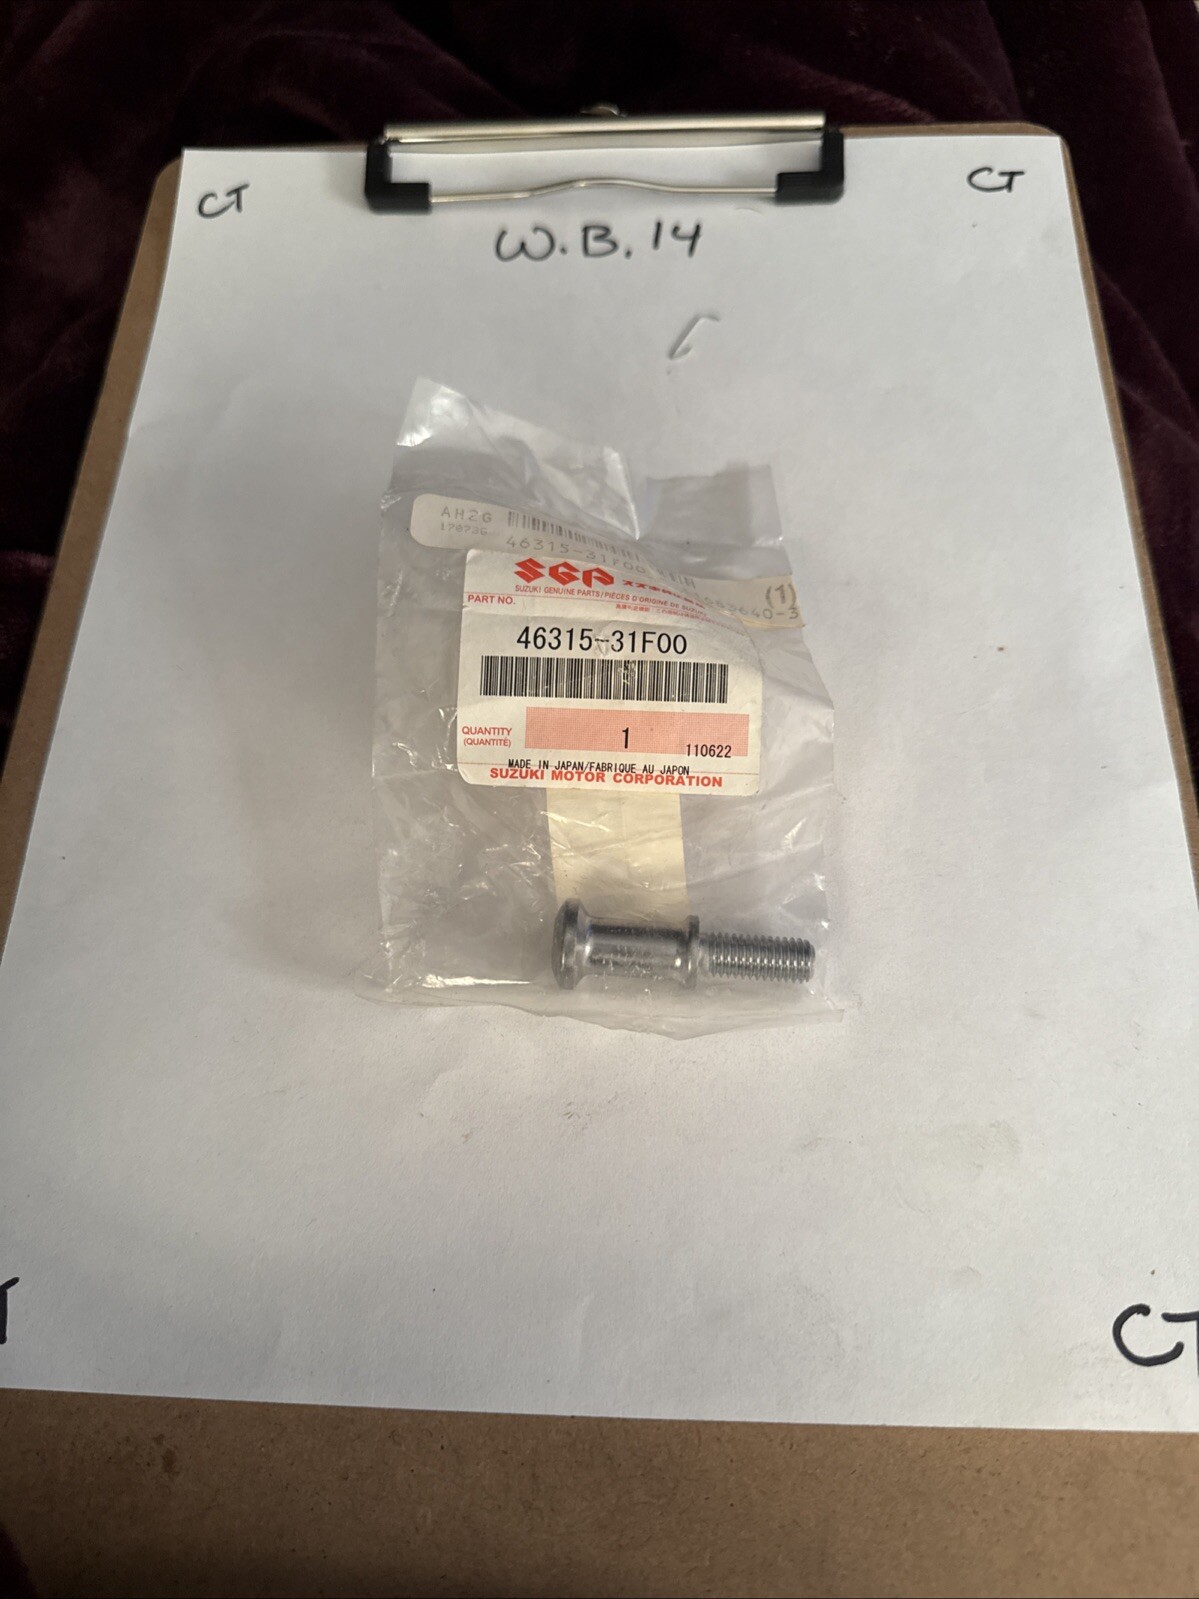 CT
CT
W.B.14
AH2G
46315-31F00
(1)
SGP
SUZUKI GENUINE PARTS/PIÈCES D'ORIGINE DE SUZUKI
PART NO.
46315-31F00
QUANTITY
(QUANTITÉ)
1
110622
MADE IN JAPAN/FABRIQUE AU JAPON
SUZUKI MOTOR CORPORATION
T
CT